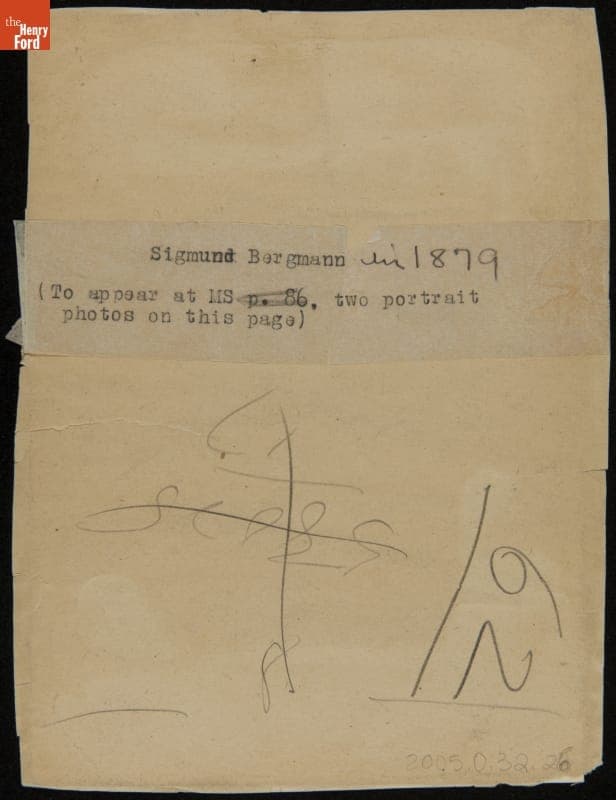 the
Henry
Ford
Sigmund Bergmann in 1879
(To appear at MS p. 86, two portrait
photos on this page)
2005.0.32.26